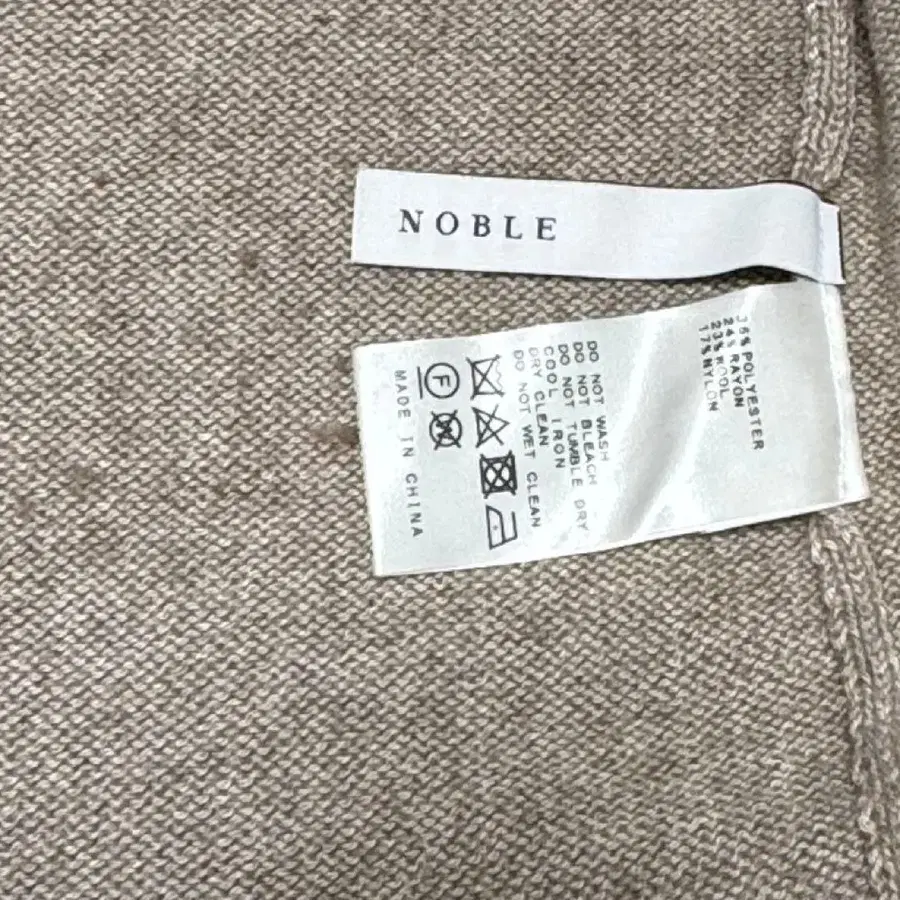 NOBLE
36% POLYESTER
24% RAYON
23% WOOL
17% NYLON
DO NOT WASH
DO NOT BLEACH
DO NOT TUMBLE DRY
COOL IRON
DRY CLEAN
DO NOT WET CLEAN
F W
MADE IN CHINA